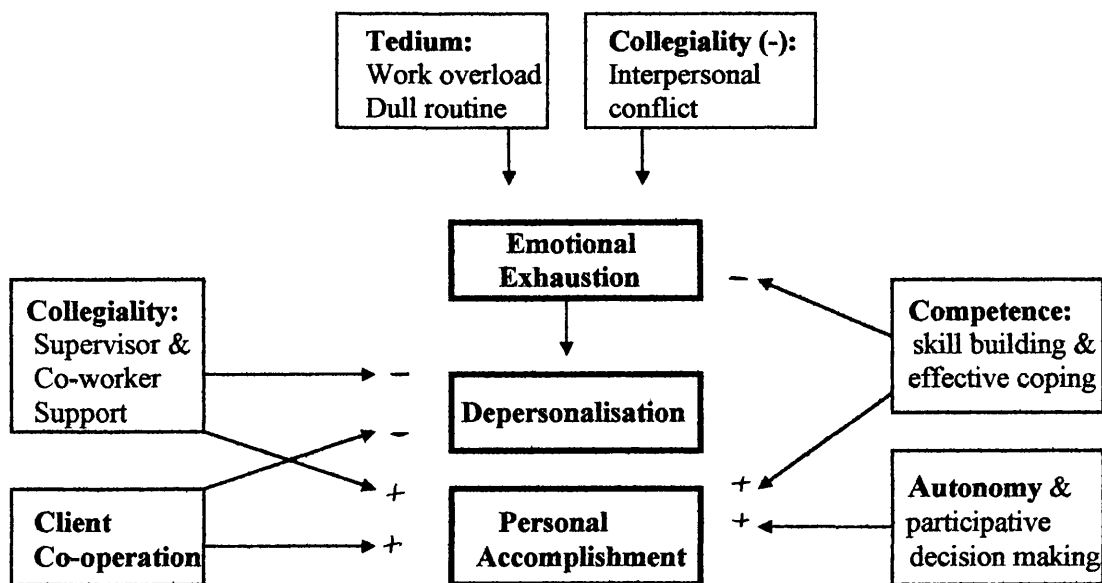 Tedium:
Work overload
Dull routine
Collegiality (-):
Interpersonal
conflict
Emotional
Exhaustion
-
Collegiality:
Supervisor &
Co-worker
Support
-
-
+
+
Competence:
skill building &
effective coping
Depersonalisation
Client
Co-operation
Personal
Accomplishment
+
+
Autonomy &
participative
decision making